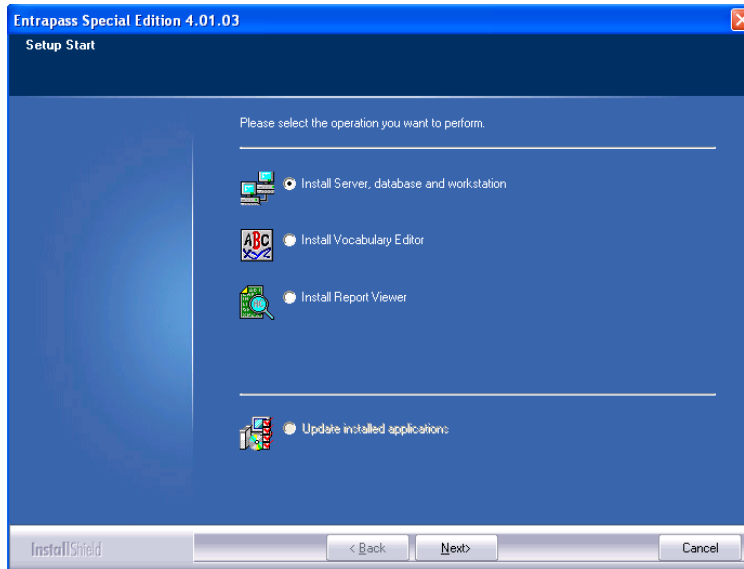 Entrapass Special Edition 4.01.03
Setup Start
Please select the operation you want to perform.
Install Server, database and workstation
ABC
XYZ
Install Vocabulary Editor
Install Report Viewer
Update installed applications
InstallShield
< Back
Next>
Cancel